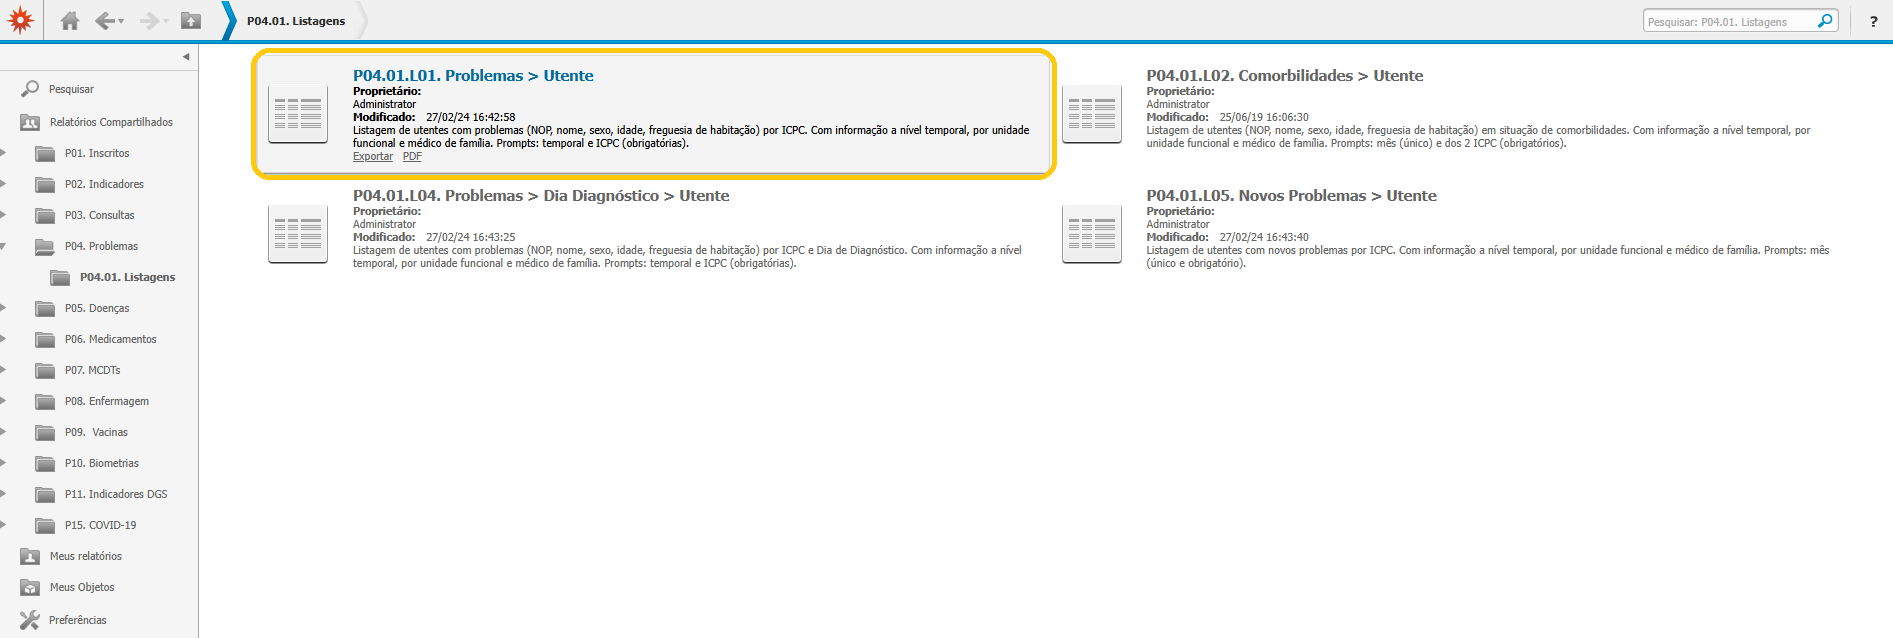 P04.01. Listagens
Pesquisar: P04.01. Listagens
?
Pesquisar
Relatórios Compartilhados
P01. Inscritos
P02. Indicadores
P03. Consultas
P04. Problemas
P04.01. Listagens
P05. Doenças
P06. Medicamentos
P07. MCDTs
P08. Enfermagem
P09.  Vacinas
P10. Biometrias
P11. Indicadores DGS
P15. COVID-19
Meus relatórios
Meus Objetos
Preferências
P04.01.L01. Problemas > Utente
Proprietário:
Administrator
Modificado: 27/02/24 16:42:58
Listagem de utentes com problemas (NOP, nome, sexo, idade, freguesia de habitação) por ICPC. Com informação a nível temporal, por unidade
funcional e médico de família. Prompts: temporal e ICPC (obrigatórias).
Exportar PDF
P04.01.L02. Comorbilidades > Utente
Proprietário:
Administrator
Modificado: 25/06/19 16:06:30
Listagem de utentes (NOP, nome, sexo, idade, freguesia de habitação) em situação de comorbilidades. Com informação a nível temporal, por
unidade funcional e médico de família. Prompts: mês (único) e dos 2 ICPC (obrigatórios).
P04.01.L04. Problemas > Dia Diagnóstico > Utente
Proprietário:
Administrator
Modificado: 27/02/24 16:43:25
Listagem de utentes com problemas (NOP, nome, sexo, idade, freguesia de habitação) por ICPC e Dia de Diagnóstico. Com informação a nível
temporal, por unidade funcional e médico de família. Prompts: temporal e ICPC (obrigatórias).
P04.01.L05. Novos Problemas > Utente
Proprietário:
Administrator
Modificado: 27/02/24 16:43:40
Listagem de utentes com novos problemas por ICPC. Com informação a nível temporal, por unidade funcional e médico de família. Prompts: mês
(único e obrigatório).